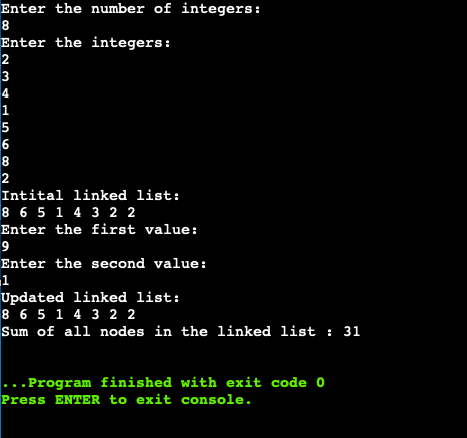 Enter the number of integers:
8
Enter the integers:
2
3
4
1
5
6
8
2
Intital linked list:
8 6 5 1 4 3 2 2
Enter the first value:
9
Enter the second value:
1
Updated linked list:
8 6 5 1 4 3 2 2
Sum of all nodes in the linked list : 31
...Program finished with exit code 0
Press ENTER to exit console.